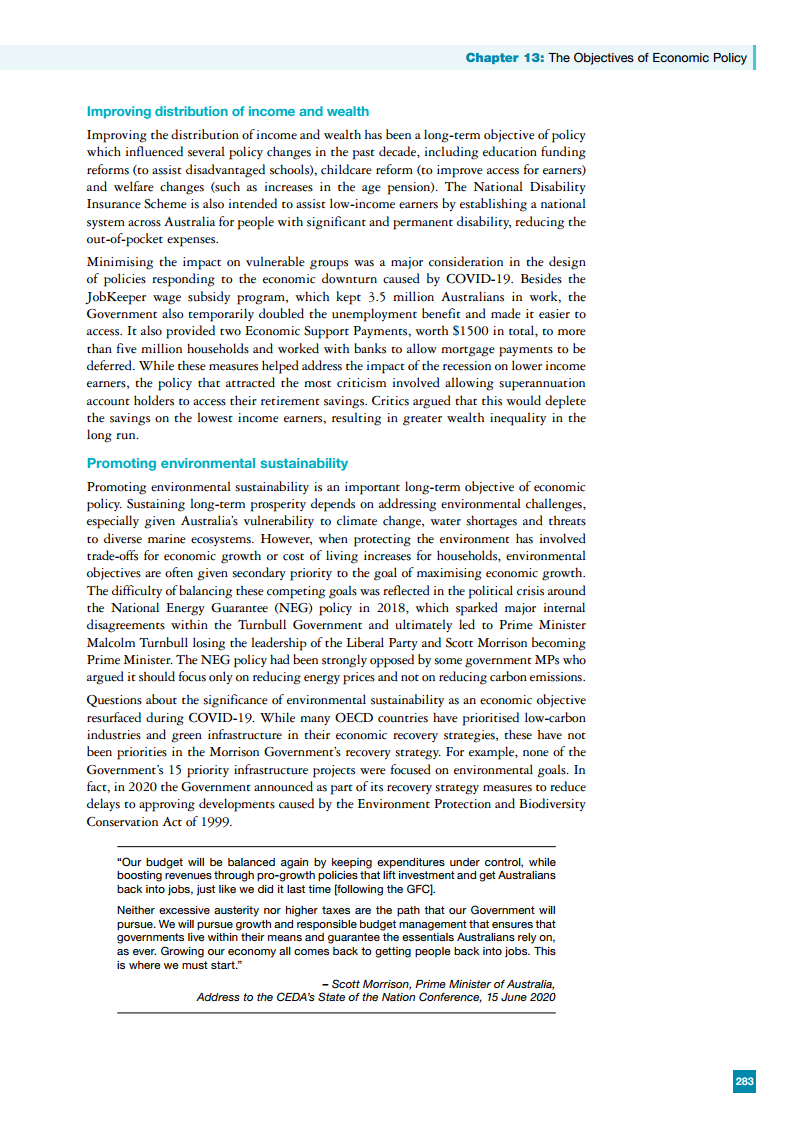 Chapter 13: The Objectives of Economic Policy
Improving distribution of income and wealth
Improving the distribution of income and wealth has been a long-term objective of policy
which influenced several policy changes in the past decade, including education funding
reforms (to assist disadvantaged schools), childcare reform (to improve access for earners)
and welfare changes (such as increases in the age pension). The National Disability
Insurance Scheme is also intended to assist low-income earners by establishing a national
system across Australia for people with significant and permanent disability, reducing the
out-of-pocket expenses.
Minimising the impact on vulnerable groups was a major consideration in the design
of policies responding to the economic downturn caused by COVID-19. Besides the
JobKeeper wage subsidy program, which kept 3.5 million Australians in work, the
Government also temporarily doubled the unemployment benefit and made it easier to
access. It also provided two Economic Support Payments, worth $1500 in total, to more
than five million households and worked with banks to allow mortgage payments to be
deferred. While these measures helped address the impact of the recession on lower income
earners, the policy that attracted the most criticism involved allowing superannuation
account holders to access their retirement savings. Critics argued that this would deplete
the savings on the lowest income earners, resulting in greater wealth inequality in the
long run.
Promoting environmental sustainability
Promoting environmental sustainability is an important long-term objective of economic
policy. Sustaining long-term prosperity depends on addressing environmental challenges,
especially given Australia's vulnerability to climate change, water shortages and threats
to diverse marine ecosystems. However, when protecting the environment has involved
trade-offs for economic growth or cost of living increases for households, environmental
objectives are often given secondary priority to the goal of maximising economic growth.
The difficulty of balancing these competing goals was reflected in the political crisis around
the National Energy Guarantee (NEG) policy in 2018, which sparked major internal
disagreements within the Turnbull Government and ultimately led to Prime Minister
Malcolm Turnbull losing the leadership of the Liberal Party and Scott Morrison becoming
Prime Minister. The NEG policy had been strongly opposed by some government MPs who
argued it should focus only on reducing energy prices and not on reducing carbon emissions.
Questions about the significance of environmental sustainability as an economic objective
resurfaced during COVID-19. While many OECD countries have prioritised low-carbon
industries and green infrastructure in their economic recovery strategies, these have not
been priorities in the Morrison Government's recovery strategy. For example, none of the
Government's 15 priority infrastructure projects were focused on environmental goals. In
fact, in 2020 the Government announced as part of its recovery strategy measures to reduce
delays to approving developments caused by the Environment Protection and Biodiversity
Conservation Act of 1999.
“Our budget will be balanced again by keeping expenditures under control, while
boosting revenues through pro-growth policies that lift investment and get Australians
back into jobs, just like we did it last time [following the GFC].
Neither excessive austerity nor higher taxes are the path that our Government will
pursue. We will pursue growth and responsible budget management that ensures that
governments live within their means and guarantee the essentials Australians rely on,
as ever. Growing our economy all comes back to getting people back into jobs. This
is where we must start.”
– Scott Morrison, Prime Minister of Australia,
Address to the CEDA's State of the Nation Conference, 15 June 2020
283